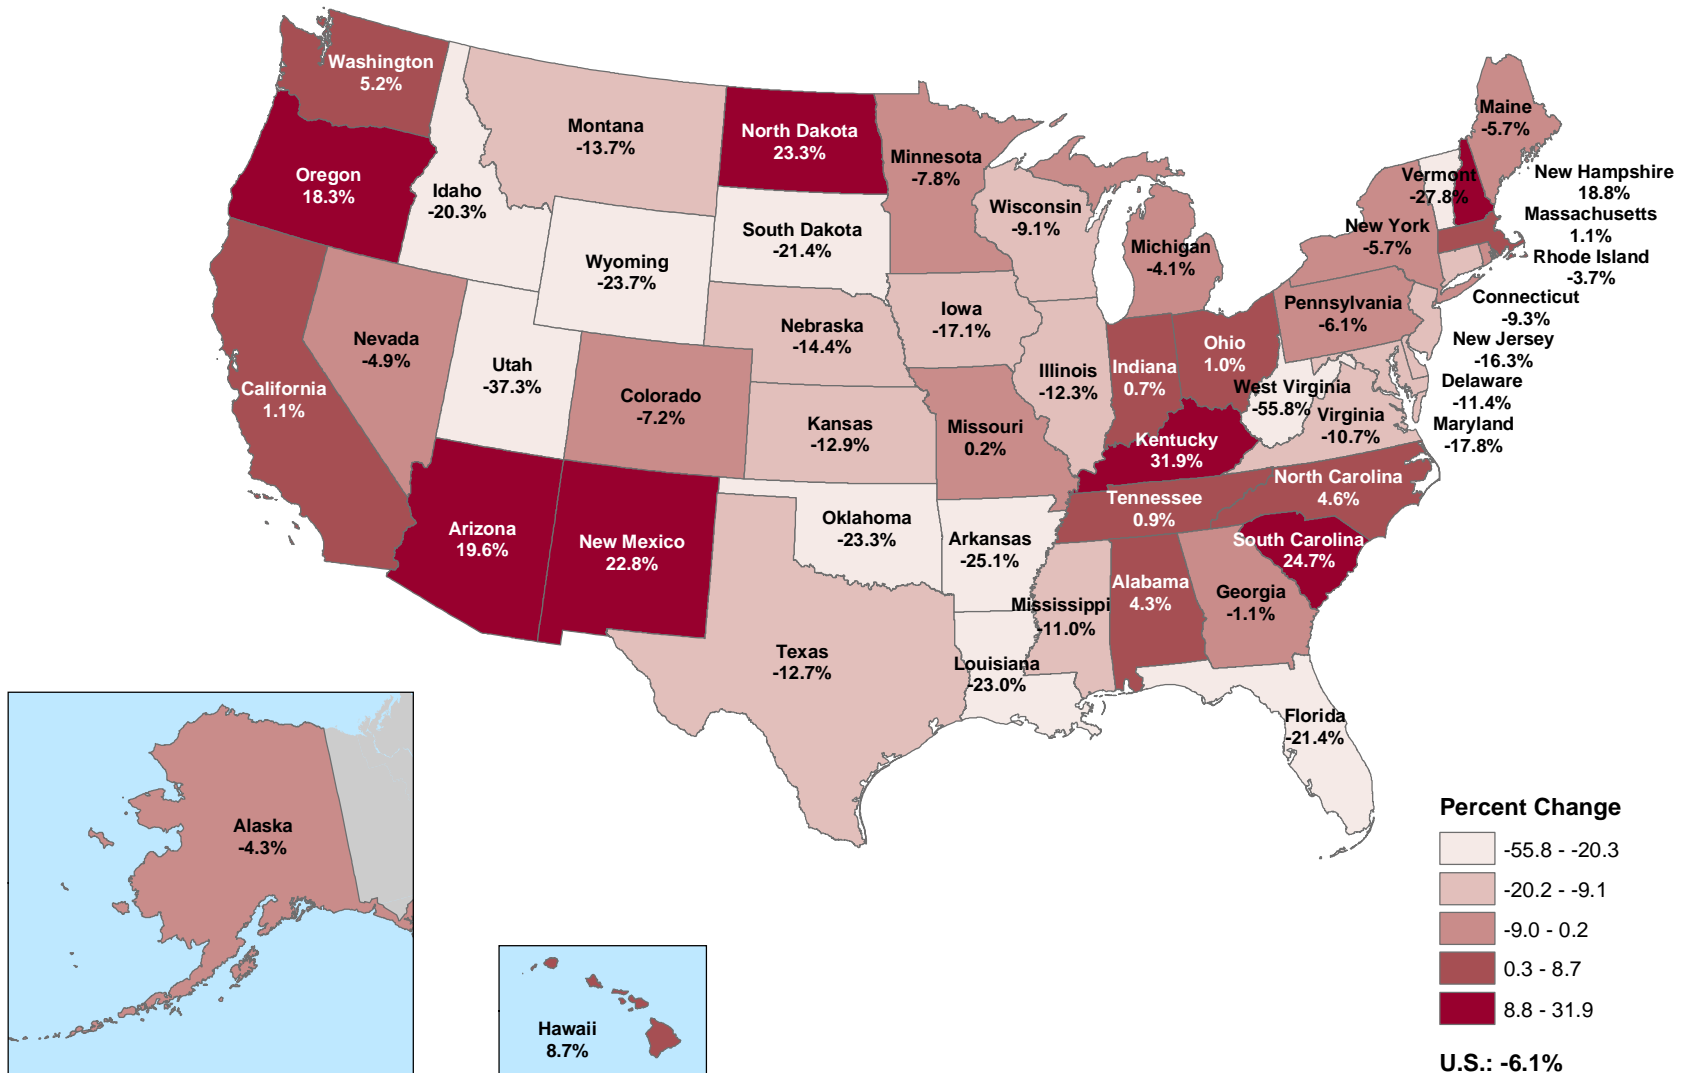 Washington
5.2%
Oregon
18.3%
California
1.1%
Idaho
-20.3%
Nevada
-4.9%
Montana
-13.7%
Wyoming
-23.7%
Utah
-37.3%
Colorado
-7.2%
Arizona
19.6%
New Mexico
22.8%
North Dakota
23.3%
South Dakota
-21.4%
Nebraska
-14.4%
Kansas
-12.9%
Oklahoma
-23.3%
Texas
-12.7%
Minnesota
-7.8%
Iowa
-17.1%
Missouri
0.2%
Arkansas
-25.1%
Louisiana
-23.0%
Wisconsin
-9.1%
Illinois
-12.3%
Michigan
-4.1%
Indiana
0.7%
Ohio
1.0%
Kentucky
31.9%
Tennessee
0.9%
Mississippi
-11.0%
Alabama
4.3%
Georgia
-1.1%
Florida
-21.4%
South Carolina
24.7%
North Carolina
4.6%
Virginia
-10.7%
West Virginia
-55.8%
Pennsylvania
-6.1%
New York
-5.7%
Vermont
-27.8%
Maine
-5.7%
New Hampshire
18.8%
Massachusetts
1.1%
Rhode Island
-3.7%
Connecticut
-9.3%
New Jersey
-16.3%
Delaware
-11.4%
Maryland
-17.8%
Alaska
-4.3%
Hawaii
8.7%
Percent Change
-55.8 - -20.3
-20.2 - -9.1
-9.0 - 0.2
0.3 - 8.7
8.8 - 31.9
U.S.: -6.1%